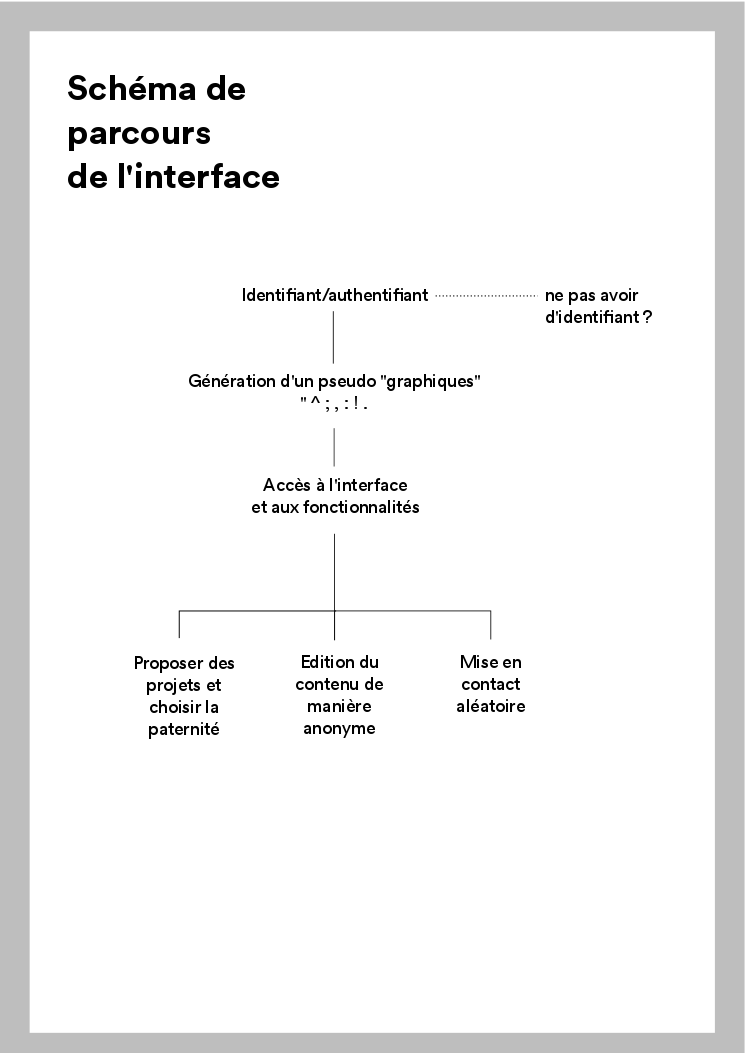 Schéma de
parcours
de l'interface
Identifiant/authentifiant ne pas avoir
d'identifiant ?
Génération d'un pseudo "graphiques"
" ^ ; , : ! .
Accès à l'interface
et aux fonctionnalités
Proposer des
projets et
choisir la
paternité
Edition du
contenu de
manière
anonyme
Mise en
contact
aléatoire